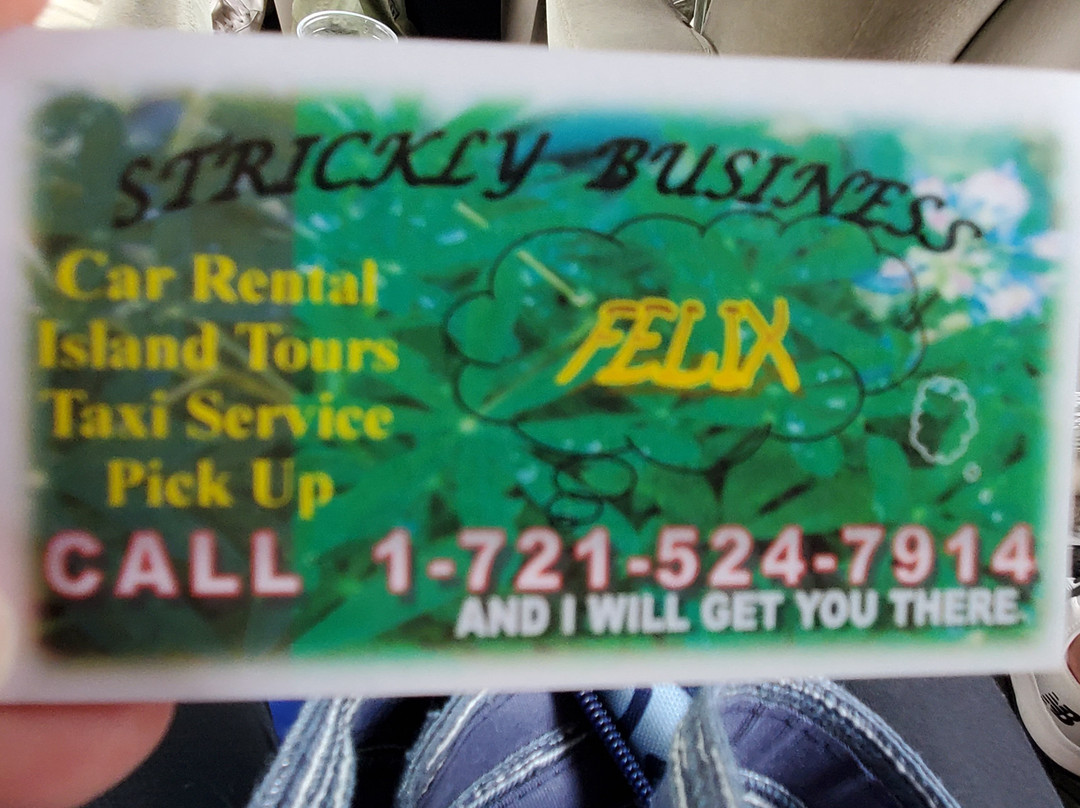 STRICKLY BUSINESS
Car Rental
Island Tours
Taxi Service
Pick Up
FELIX
CALL 1-721-524-7914
AND I WILL GET YOU THERE.